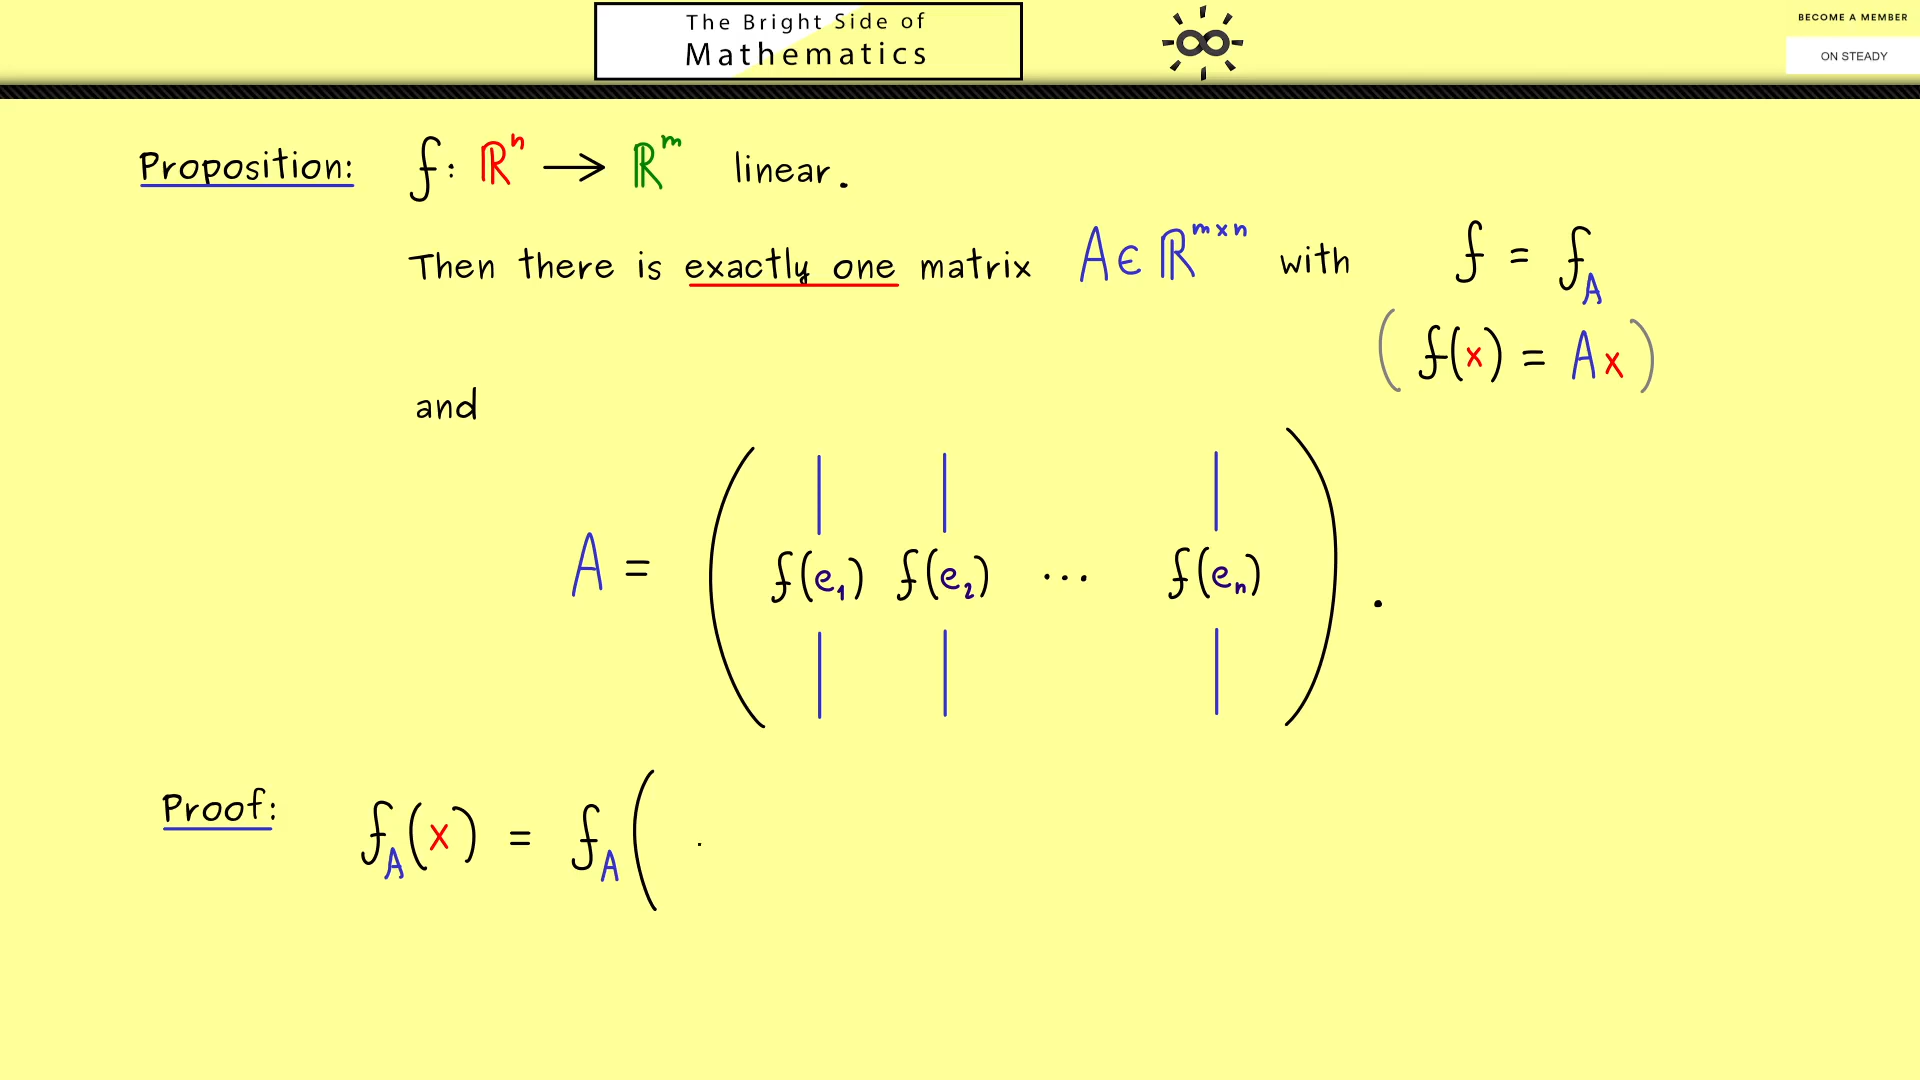 The Bright Side of
Mathematics
BECOME A MEMBER
ON STEADY
Proposition: f: ℝⁿ → ℝᵐ linear.
Then there is exactly one matrix A ∈ ℝᵐˣⁿ with f = f_A
( f(x) = Ax )
and
A = ( f(e₁) f(e₂) ... f(eₙ) ) .
Proof: f_A(x) = f_A(